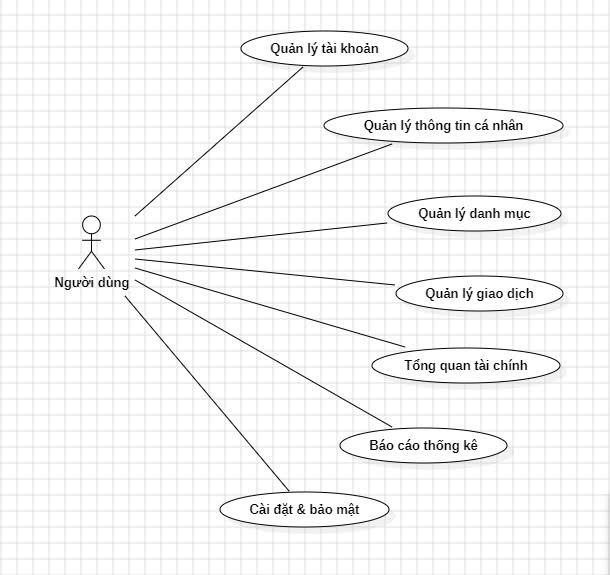 Quản lý tài khoản
Quản lý thông tin cá nhân
Quản lý danh mục
Người dùng
Quản lý giao dịch
Tổng quan tài chính
Báo cáo thống kê
Cài đặt & bảo mật